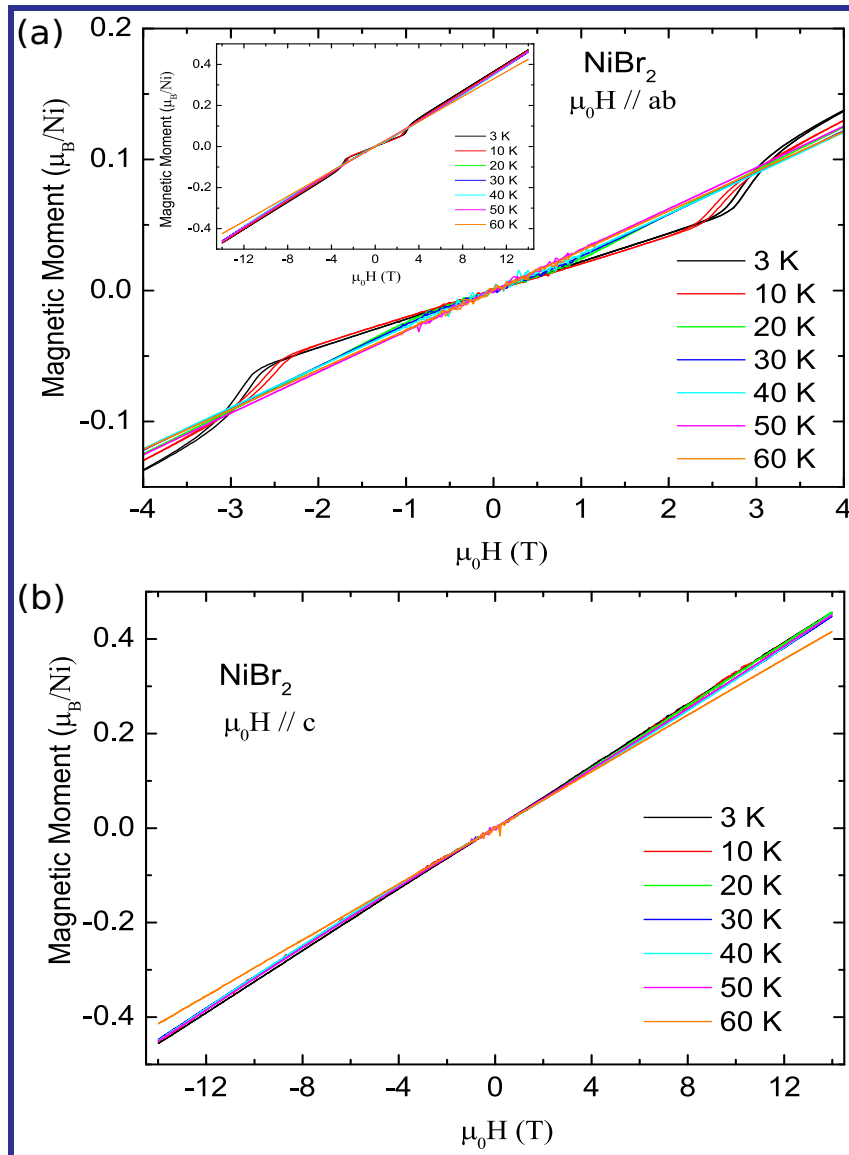 (a)
NiBr₂
μ₀H // ab
Magnetic Moment (μ_B/Ni)
0.2
0.1
0.0
-0.1
-4
-3
-2
-1
0
1
2
3
4
μ₀H (T)
3 K
10 K
20 K
30 K
40 K
50 K
60 K
Magnetic Moment (μ_B/Ni)
0.4
0.2
0.0
-0.2
-0.4
-12
-8
-4
0
4
8
12
μ₀H (T)
3 K
10 K
20 K
30 K
40 K
50 K
60 K
(b)
NiBr₂
μ₀H // c
Magnetic Moment (μ_B/Ni)
0.4
0.2
0.0
-0.2
-0.4
-12
-8
-4
0
4
8
12
μ₀H (T)
3 K
10 K
20 K
30 K
40 K
50 K
60 K